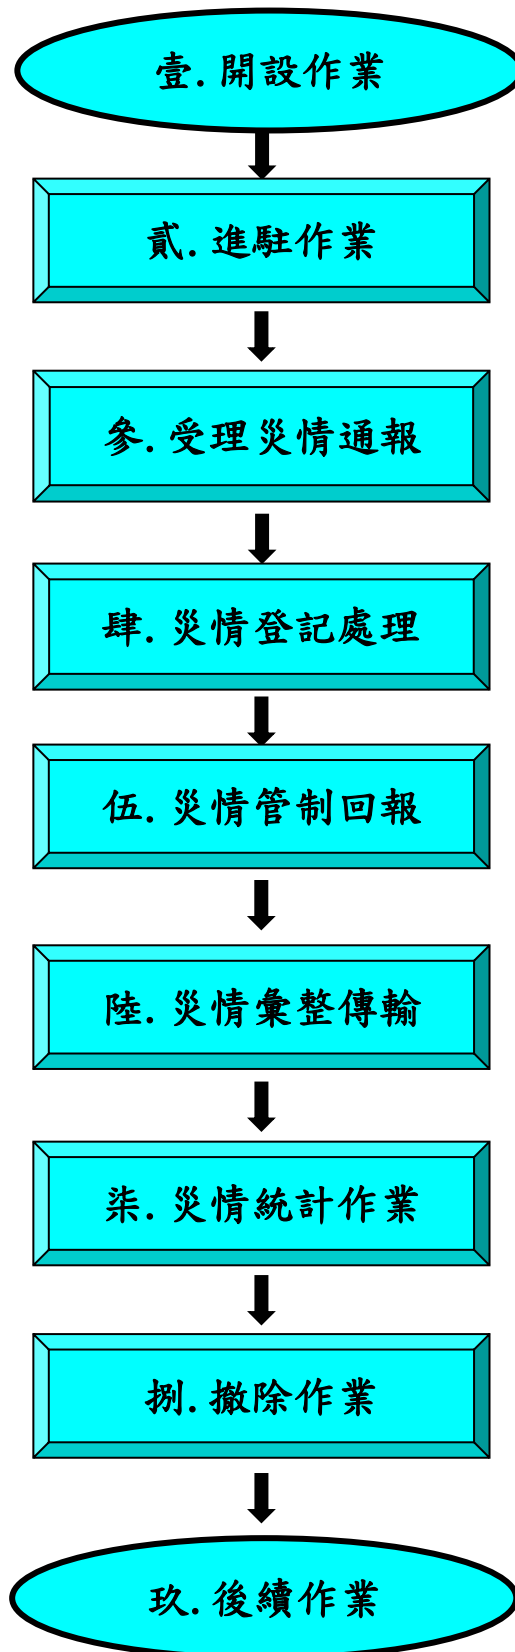 壹.開設作業
貳.進駐作業
參.受理災情通報
肆.災情登記處理
伍.災情管制回報
陸.災情彙整傳輸
柒.災情統計作業
捌.撤除作業
玖.後續作業